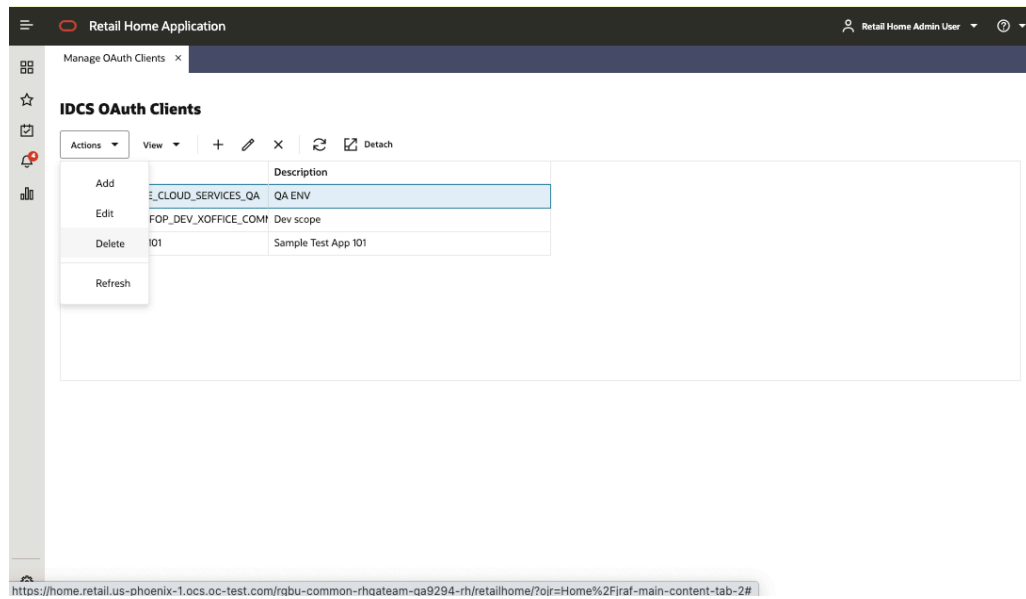 Retail Home Application
Retail Home Admin User
Manage OAuth Clients ×
IDCS OAuth Clients
Actions
View
Detach
Description
E_CLOUD_SERVICES_QA QA ENV
FOP_DEV_XOFFICE_COMM Dev scope
101 Sample Test App 101
Add
Edit
Delete
Refresh
https://home.retail.us-phoenix-1.ocs.oc-test.com/rgbu-common-rhqateam-qa9294-rh/retailhome/?ojr=Home%2Fjraf-main-content-tab-2#